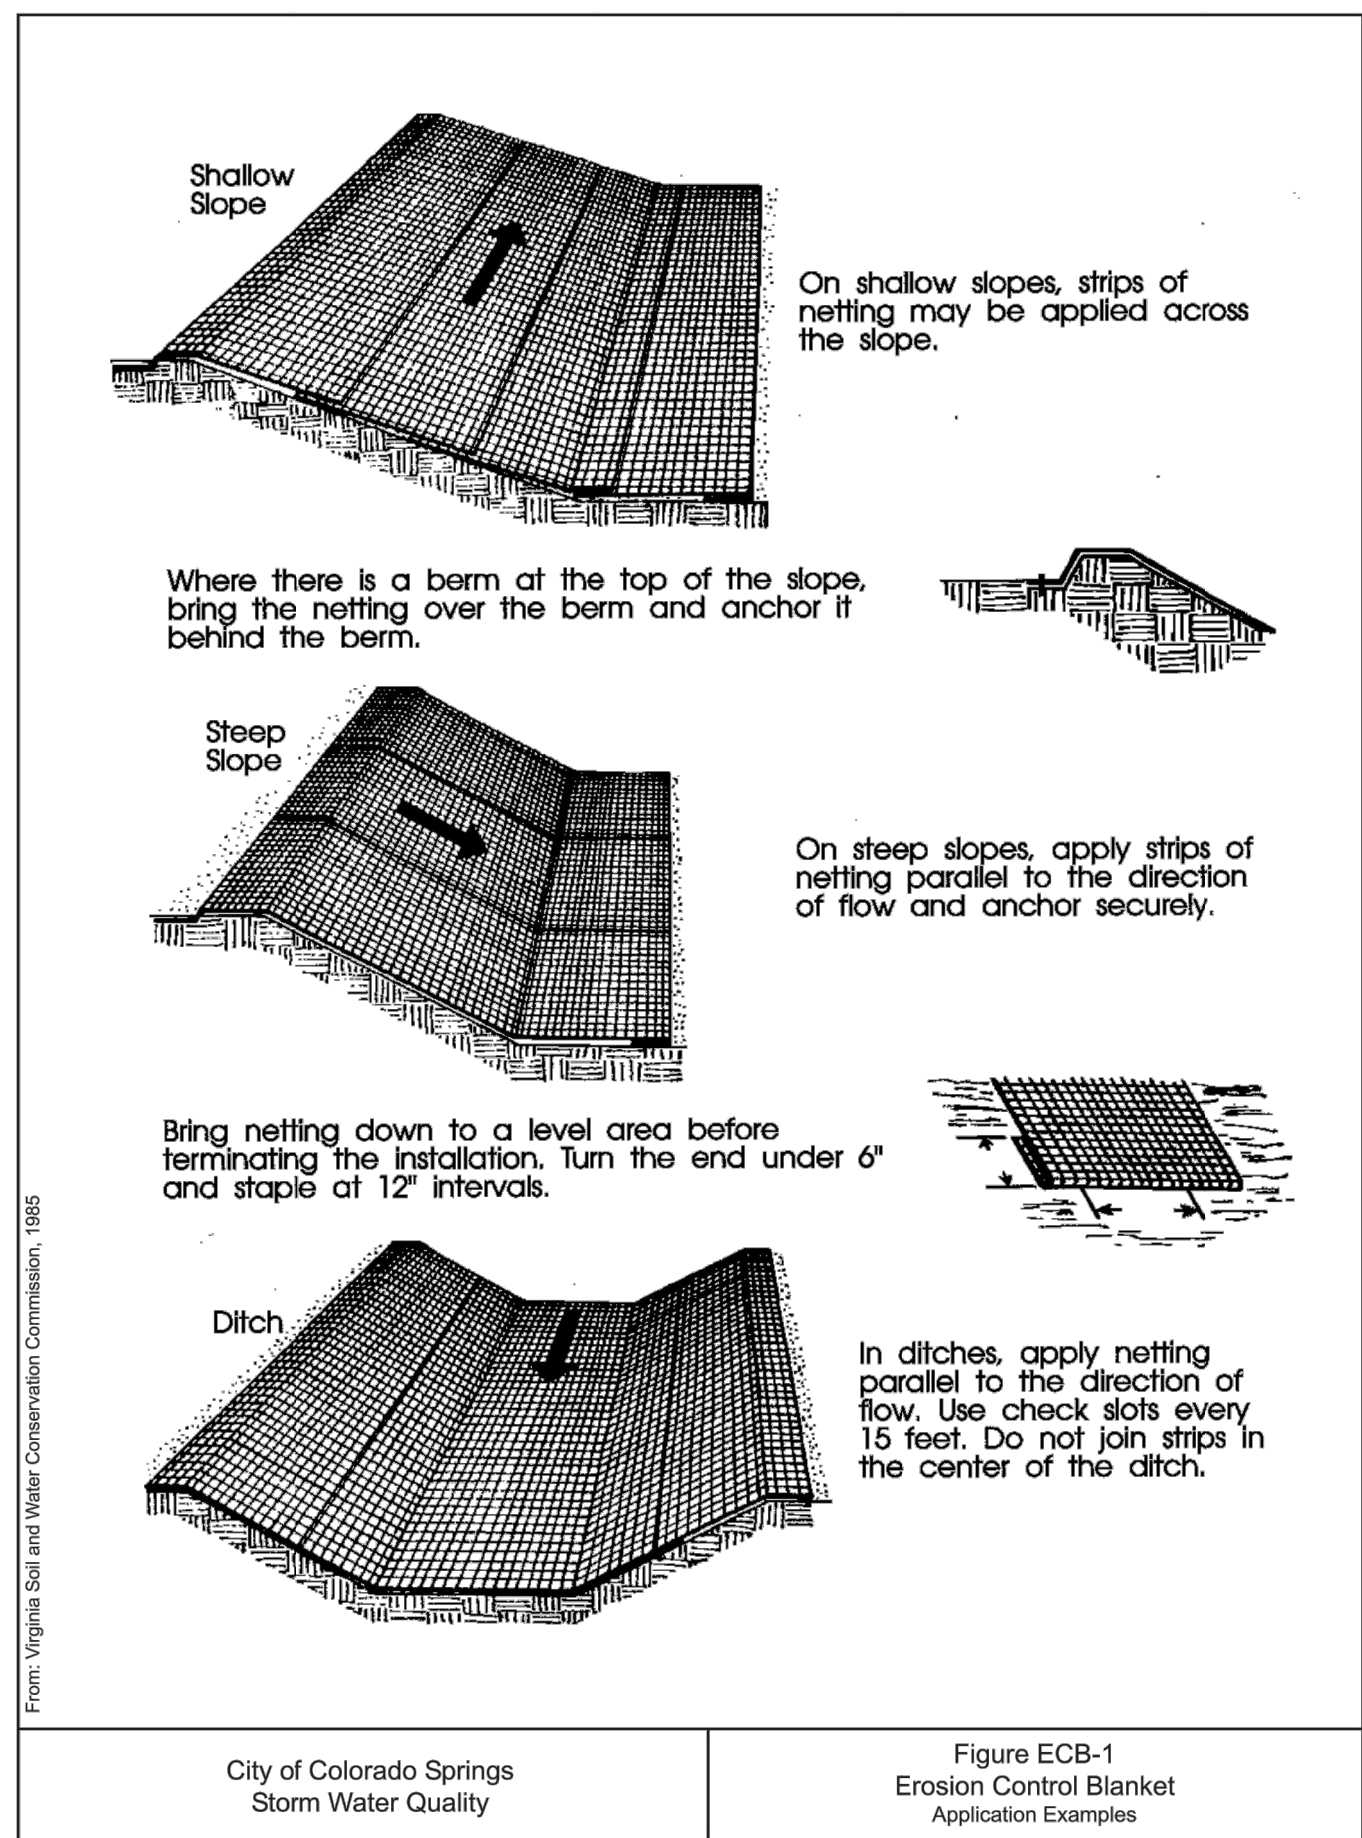 Shallow
Slope
On shallow slopes, strips of
netting may be applied across
the slope.
Where there is a berm at the top of the slope,
bring the netting over the berm and anchor it
behind the berm.
Steep
Slope
On steep slopes, apply strips of
netting parallel to the direction
of flow and anchor securely.
Bring netting down to a level area before
terminating the installation. Turn the end under 6"
and staple at 12" intervals.
Ditch
In ditches, apply netting
parallel to the direction of
flow. Use check slots every
15 feet. Do not join strips in
the center of the ditch.
From: Virginia Soil and Water Conservation Commission, 1985
City of Colorado Springs
Storm Water Quality
Figure ECB-1
Erosion Control Blanket
Application Examples